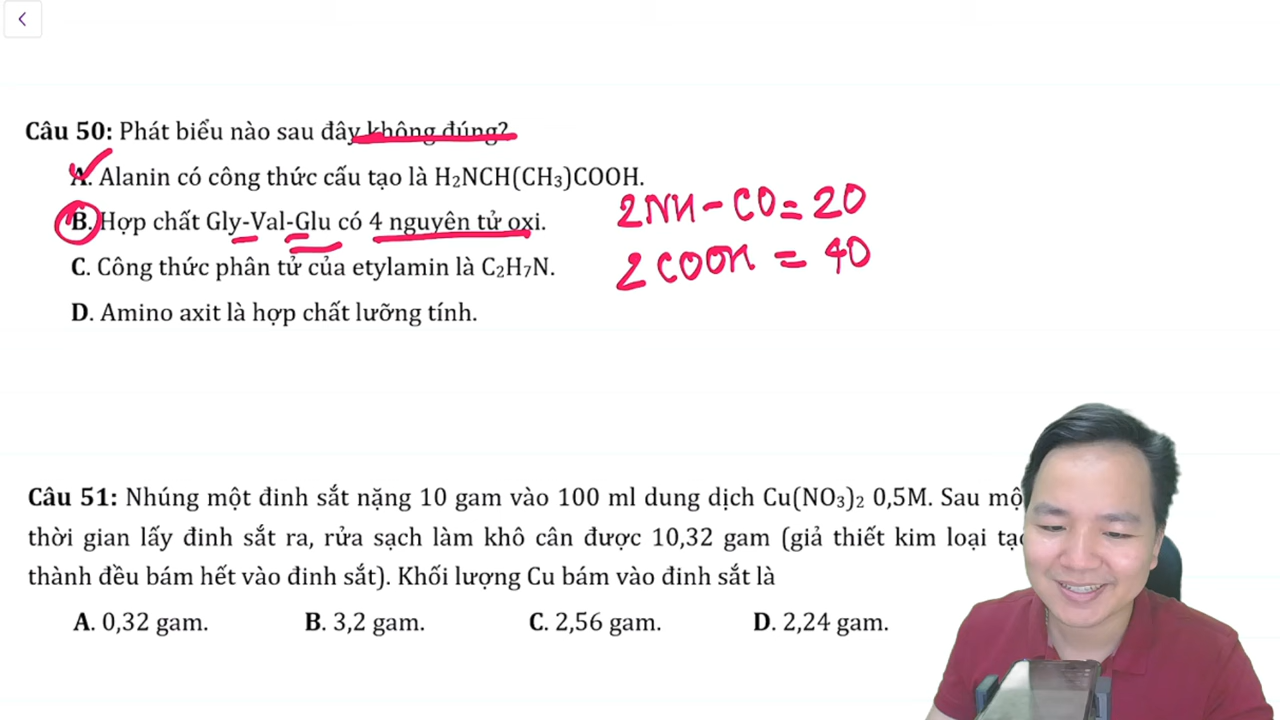 Câu 50: Phát biểu nào sau đây không đúng?
A. Alanin có công thức cấu tạo là H₂NCH(CH₃)COOH.
B. Hợp chất Gly-Val-Glu có 4 nguyên tử oxi.
C. Công thức phân tử của etylamin là C₂H₇N.
D. Amino axit là hợp chất lưỡng tính.
2NH-CO=2O
2COOH = 4O
Câu 51: Nhúng một đinh sắt nặng 10 gam vào 100 ml dung dịch Cu(NO₃)₂ 0,5M. Sau mộ
thời gian lấy đinh sắt ra, rửa sạch làm khô cân được 10,32 gam (giả thiết kim loại tạo
thành đều bám hết vào đinh sắt). Khối lượng Cu bám vào đinh sắt là
A. 0,32 gam. B. 3,2 gam. C. 2,56 gam. D. 2,24 gam.